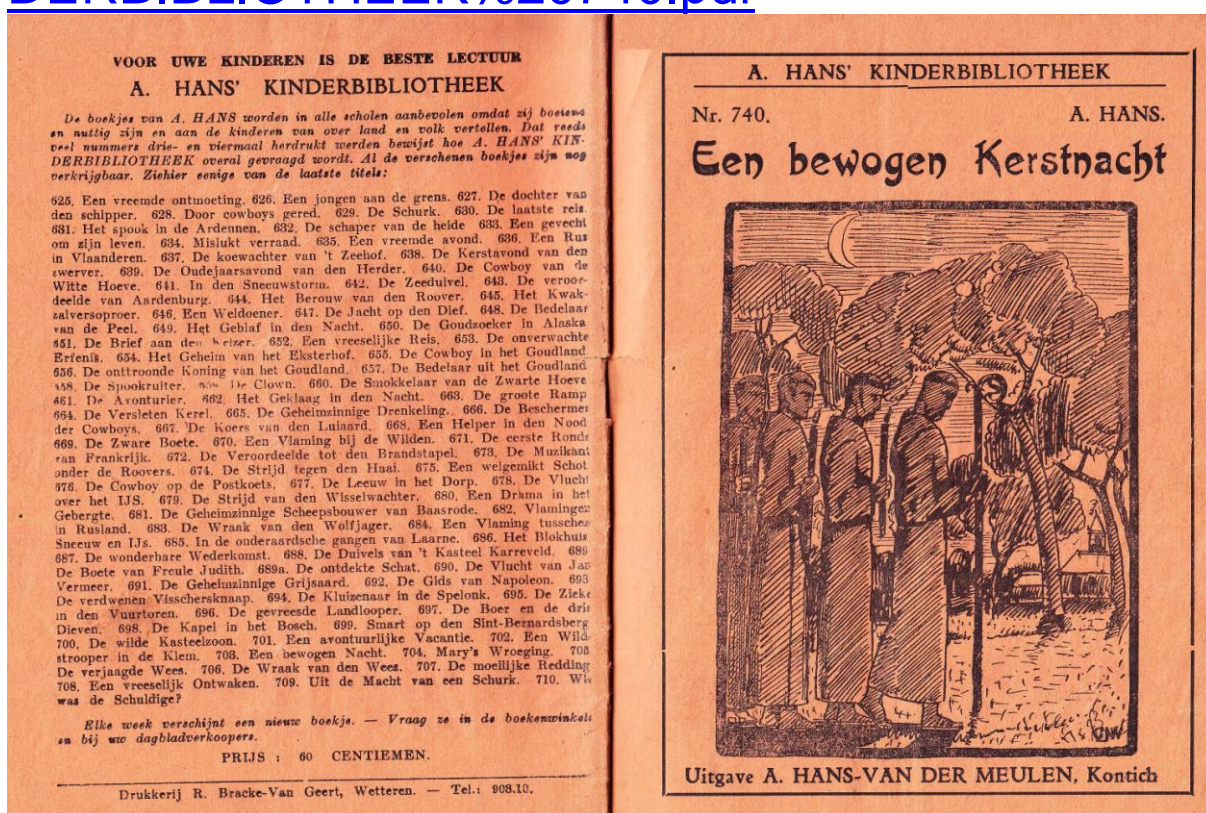 DERBIBLIOTHEEK%20740.pdf
VOOR UWE KINDEREN IS DE BESTE LECTUUR
A. HANS' KINDERBIBLIOTHEEK
De boekjes van A. HANS worden in alle scholen aanbevolen omdat zij boeiend
en nuttig zijn en aan de kinderen van over land en volk vertellen. Dat reeds
veel nummers drie- en viermaal herdrukt werden bewijst hoe A. HANS' KIN-
DERBIBLIOTHEEK overal gevraagd wordt. Al de verschenen boekjes zijn nog
verkrijgbaar. Ziehier eenige van de laatste titels:
625. Een vreemde ontmoeting. 626. Een jongen aan de grens. 627. De dochter van
den schipper. 628. Door cowboys gered. 629. De Schurk. 630. De laatste reis.
631. Het spook in de Ardennen. 632. De schaper van de heide 633. Een gevecht
om zijn leven. 634. Mislukt verraad. 635. Een vreemde avond. 636. Een Rus
in Vlaanderen. 637. De koewachter van 't Zeehof. 638. De Kerstavond van den
zwerver. 639. De Oudejaarsavond van den Herder. 640. De Cowboy van de
Witte Hoeve. 641. In den Sneeuwstorm. 642. De Zeeduivel. 643. De veroor-
deelde van Aardenburg. 644. Het Berouw van den Roover. 645. Het Kwak-
zalversoproer. 646. Een Weldoener. 647. De Jacht op den Dief. 648. De Bedelaar
van de Peel. 649. Het Geblaf in den Nacht. 650. De Goudzoeker in Alaska
651. De Brief aan den 652. Een vreeselijke Reis. 653. De onverwachte
Erfenis. 654. Het Geheim van het Eksterhof. 655. De Cowboy in het Goudland
656. De onttroonde Koning van het Goudland. 657. De Bedelaar uit het Goudland
458. De Spookruiter. De Clown. 660. De Smokkelaar van de Zwarte Hoeve
661. De Avonturier. 662. Het Geklaag in den Nacht. 663. De groote Ramp
664. De Versleten Kerel. 665. De Geheimzinnige Drenkeling. 666. De Beschermer
der Cowboys. 667. De Koers van den Luiaard. 668. Een Helper in den Nood
669. De Zware Boete. 670. Een Vlaming bij de Wilden. 671. De eerste Ronde
van Frankrijk. 672. De Veroordeelde tot den Brandstapel. 673. De Muzikant
onder de Roovers. 674. De Strijd tegen den Haai. 675. Een welgemikt Schot
676. De Cowboy op de Postkoets. 677. De Leeuw in het Dorp. 678. De Vlucht
over het IJS. 679. De Strijd van den Wisselwachter. 680. Een Drama in het
Gebergte. 681. De Geheimzinnige Scheepsbouwer van Baasrode. 682. Vlamingen
in Rusland. 683. De Wraak van den Wolfjager. 684. Een Vlaming tusschen
Sneeuw en IJs. 685. In de onderaardsche gangen van Laarne. 686. Het Blokhuis
687. De wonderbare Wederkomst. 688. De Duivels van 't Kasteel Karreveld. 689
De Boete van Freule Judith. 689a. De ontdekte Schat. 690. De Vlucht van Jan
Vermeer. 691. De Geheimzinnige Grijsaard. 692. De Gids van Napoleon. 693
De verdwenen Visschersknaap. 694. De Kluizenaar in de Spelonk. 695. De Zieke
in den Vuurtoren. 696. De gevreesde Landlooper. 697. De Boer en de drie
Dieven. 698. De Kapel in het Bosch. 699. Smart op den Sint-Bernardsberg
700. De wilde Kasteelzoon. 701. Een avontuurlijke Vacantie. 702. Een Wild-
strooper in de Klem. 703. Een bewogen Nacht. 704. Mary's Wroeging. 705
De verjaagde Wees. 706. De Wraak van den Wees. 707. De moeilijke Redding
708. Een vreeselijk Ontwaken. 709. Uit de Macht van een Schurk. 710. Wie
was de Schuldige?
Elke week verschijnt een nieuw boekje. — Vraag ze in de boekenwinkels
en bij uw dagbladverkoopers.
PRIJS : 60 CENTIEMEN.
Drukkerij R. Bracke-Van Geert, Wetteren. — Tel.: 908.10.
A. HANS' KINDERBIBLIOTHEEK
Nr. 740. A. HANS.
Een bewogen Kerstnacht
Uitgave A. HANS-VAN DER MEULEN, Kontich